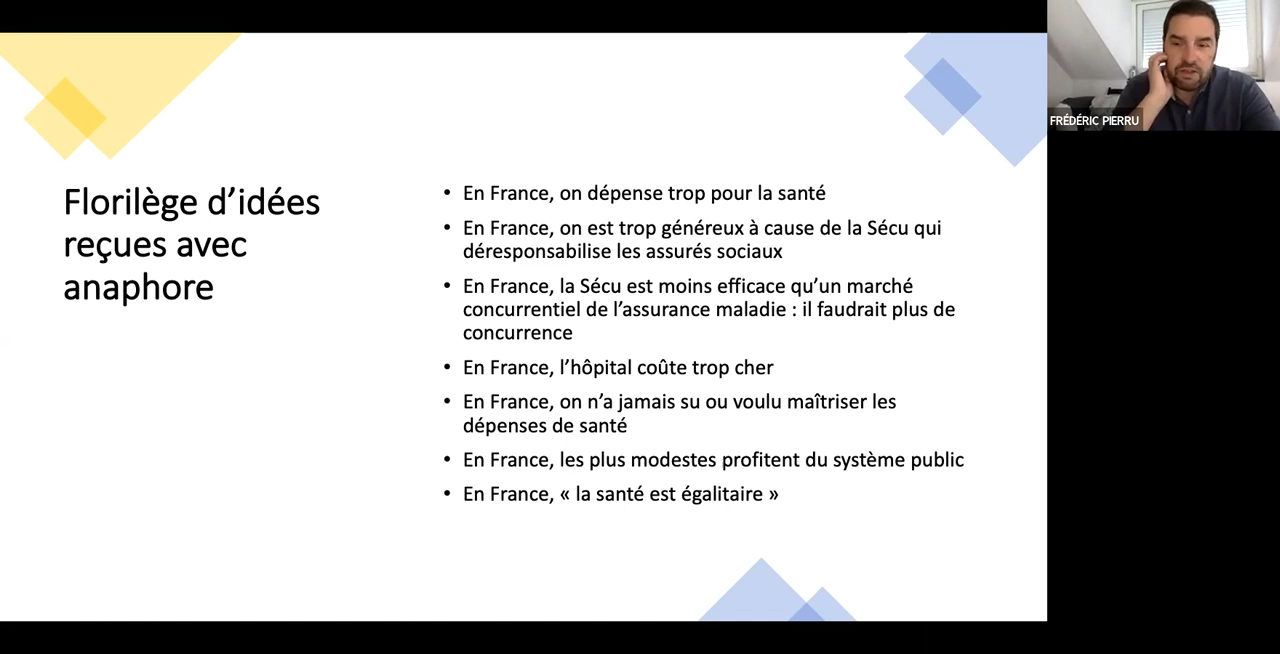 Florilège d’idées
reçues avec
anaphore
• En France, on dépense trop pour la santé
• En France, on est trop généreux à cause de la Sécu qui
déresponsabilise les assurés sociaux
• En France, la Sécu est moins efficace qu’un marché
concurrentiel de l’assurance maladie : il faudrait plus de
concurrence
• En France, l’hôpital coûte trop cher
• En France, on n’a jamais su ou voulu maîtriser les
dépenses de santé
• En France, les plus modestes profitent du système public
• En France, « la santé est égalitaire »
FRÉDÉRIC PIERRU